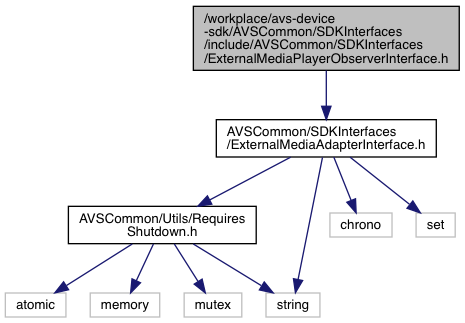 /workplace/avs-device
-sdk/AVSCommon/SDKInterfaces
/include/AVSCommon/SDKInterfaces
/ExternalMediaPlayerObserverInterface.h
AVSCommon/SDKInterfaces
/ExternalMediaAdapterInterface.h
AVSCommon/Utils/Requires
Shutdown.h
chrono
set
atomic
memory
mutex
string